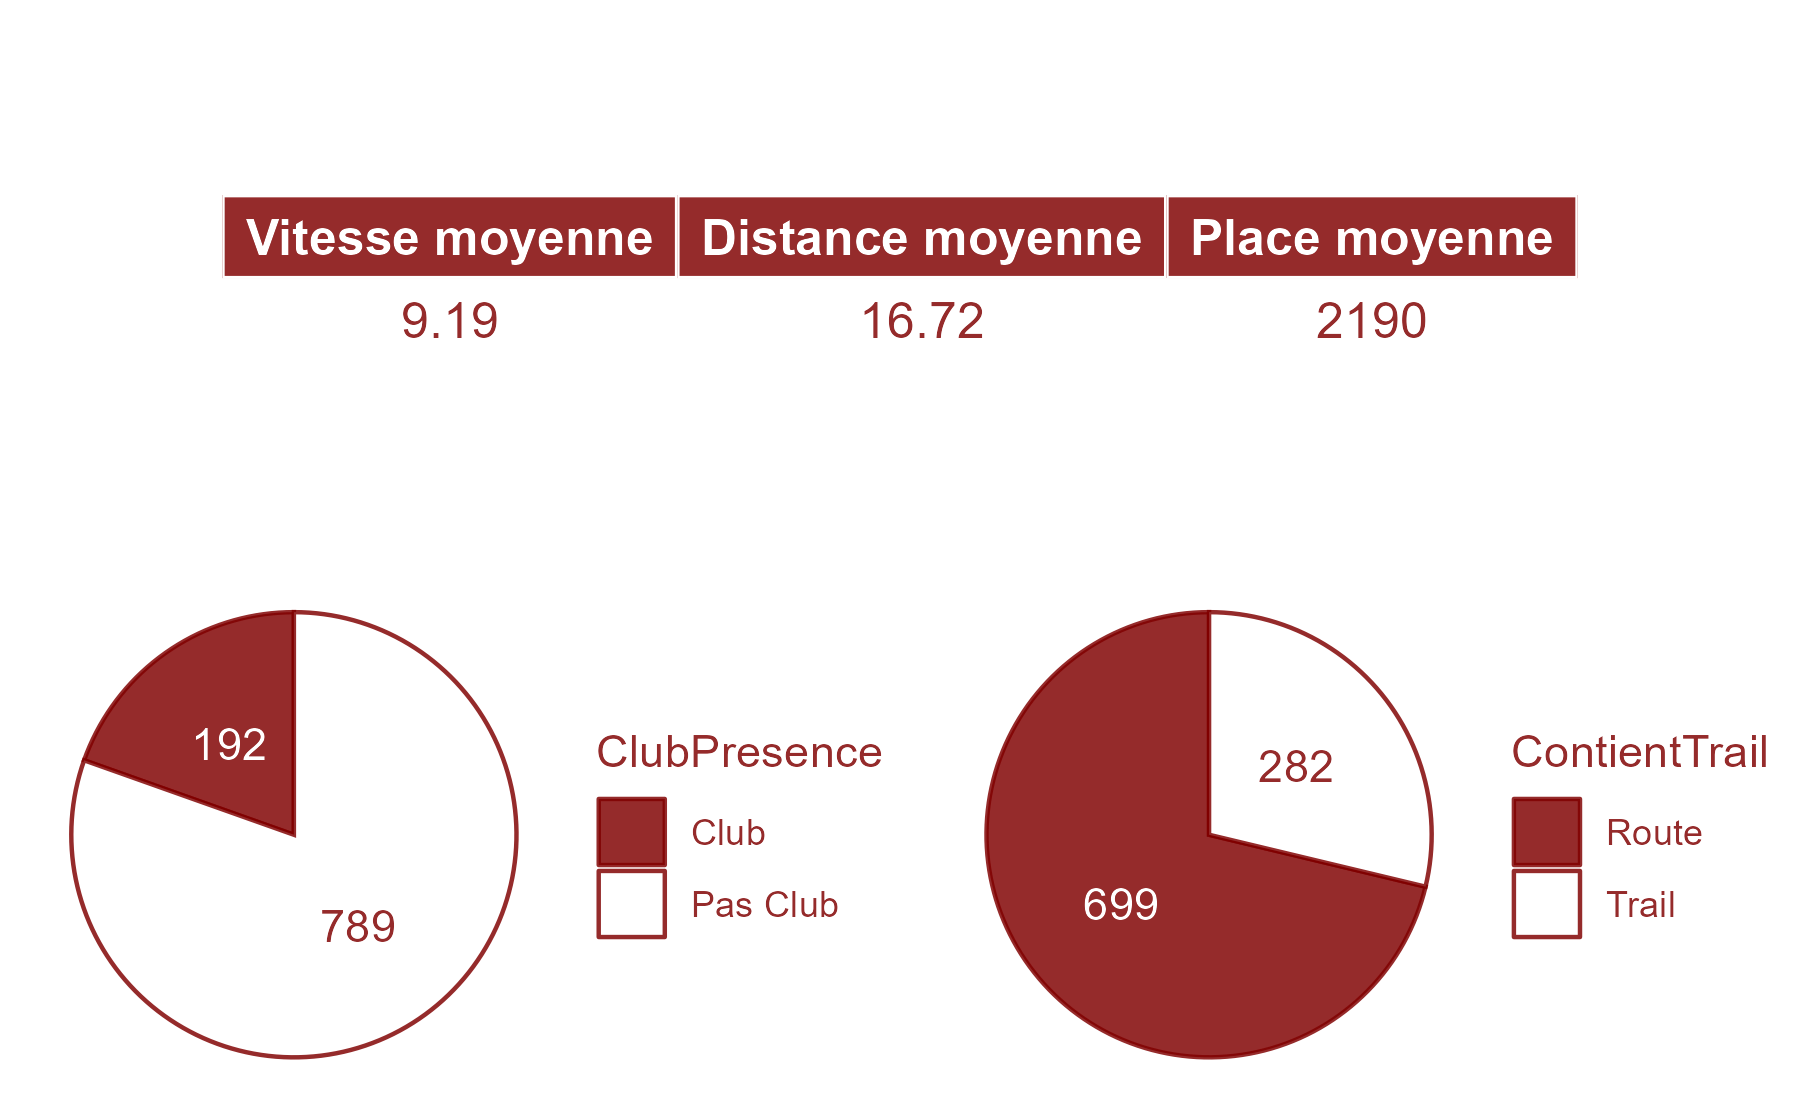 Vitesse moyenne Distance moyenne Place moyenne
9.19 16.72 2190
192
789
ClubPresence
Club
Pas Club
282
699
ContientTrail
Route
Trail